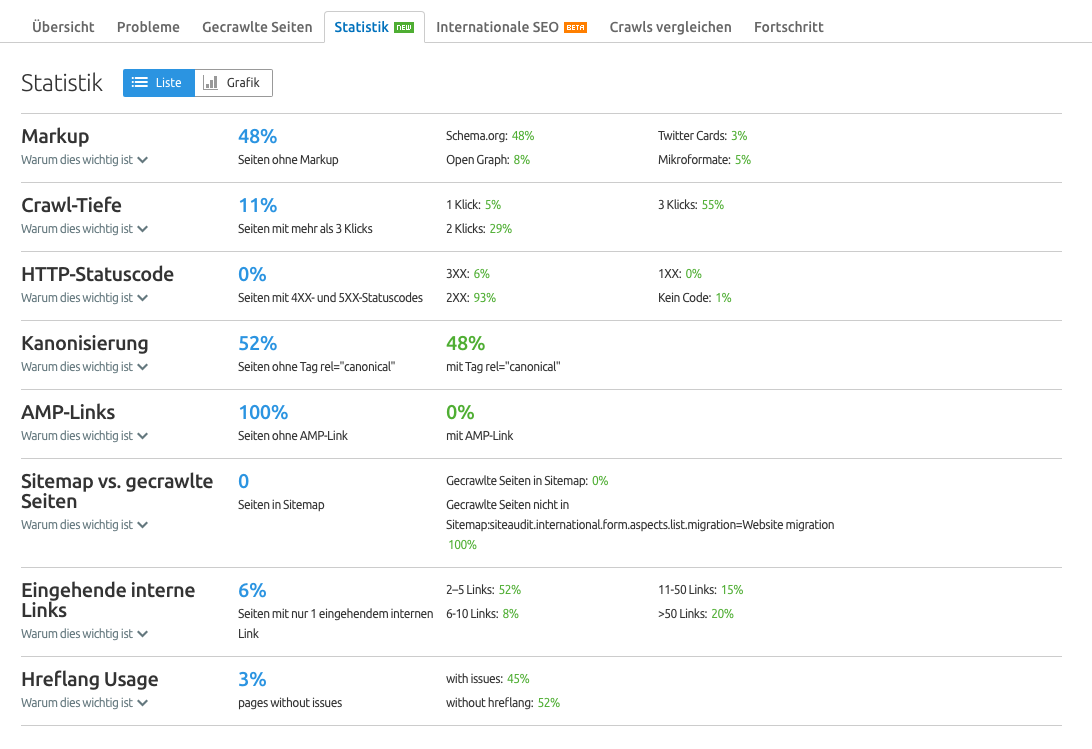 Übersicht Probleme Gecrawlte Seiten Statistik NEW Internationale SEO BETA Crawls vergleichen Fortschritt
Statistik Liste Grafik
Markup 48% Schema.org: 48% Twitter Cards: 3%
Warum dies wichtig ist Seiten ohne Markup Open Graph: 8% Mikroformate: 5%
Crawl-Tiefe 11% 1 Klick: 5% 3 Klicks: 55%
Warum dies wichtig ist Seiten mit mehr als 3 Klicks 2 Klicks: 29%
HTTP-Statuscode 0% 3XX: 6% 1XX: 0%
Warum dies wichtig ist Seiten mit 4XX- und 5XX-Statuscodes 2XX: 93% Kein Code: 1%
Kanonisierung 52% 48%
Warum dies wichtig ist Seiten ohne Tag rel="canonical" mit Tag rel="canonical"
AMP-Links 100% 0%
Warum dies wichtig ist Seiten ohne AMP-Link mit AMP-Link
Sitemap vs. gecrawlte 0 Gecrawlte Seiten in Sitemap: 0%
Seiten Seiten in Sitemap Gecrawlte Seiten nicht in
Warum dies wichtig ist Sitemap:siteaudit.international.form.aspects.list.migration=Website migration
100%
Eingehende interne 6% 2–5 Links: 52% 11-50 Links: 15%
Links Seiten mit nur 1 eingehendem internen 6-10 Links: 8% >50 Links: 20%
Warum dies wichtig ist Link
Hreflang Usage 3% with issues: 45%
Warum dies wichtig ist pages without issues without hreflang: 52%